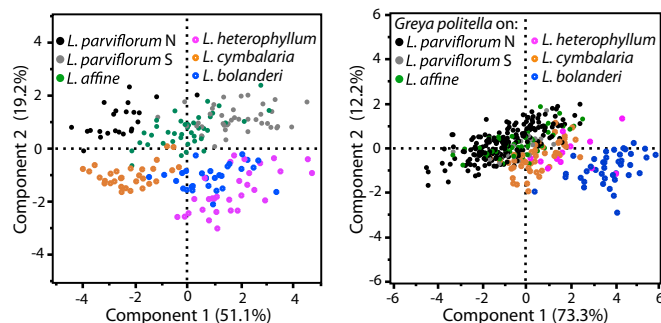 L. parviflorum N
L. parviflorum S
L. affine
L. heterophyllum
L. cymbalaria
L. bolanderi
4
2
0
-2
-4
Component 2 (19.2%)
-4 -2 0 2 4
Component 1 (51.1%)
Greya politella on:
L. parviflorum N
L. parviflorum S
L. affine
L. heterophyllum
L. cymbalaria
L. bolanderi
6
4
2
0
-2
-4
-6
Component 2 (12.2%)
-6 -4 -2 0 2 4 6
Component 1 (73.3%)